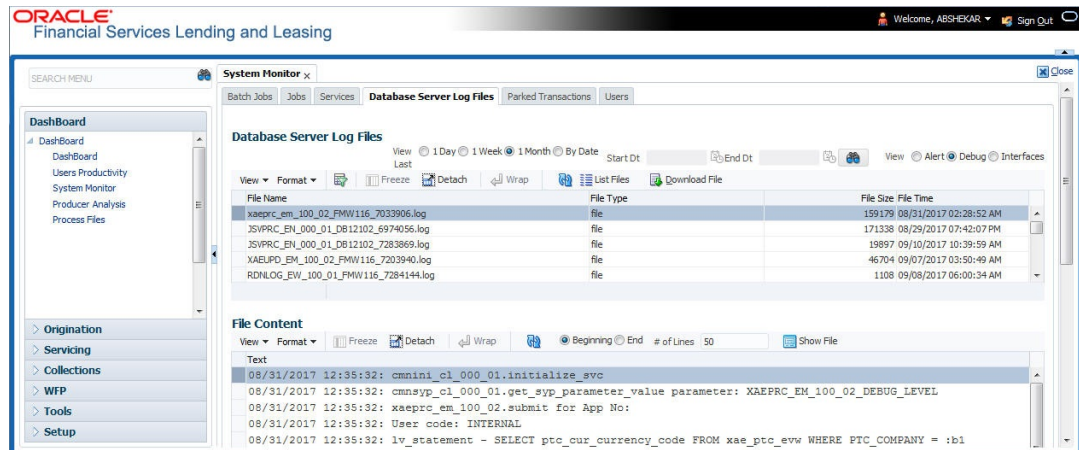 ORACLE®
Financial Services Lending and Leasing
Welcome, ABSHEKAR Sign Out
SEARCH MENU
System Monitor x
Close
Batch Jobs Jobs Services Database Server Log Files Parked Transactions Users
DashBoard
DashBoard
DashBoard
Users Productivity
System Monitor
Producer Analysis
Process Files
Origination
Servicing
Collections
WFP
Tools
Setup
Database Server Log Files
View Last 1 Day 1 Week 1 Month By Date Start Dt End Dt View Alert Debug Interfaces
View Format Freeze Detach Wrap List Files Download File
File Name File Type File Size File Time
xaeprc_em_100_02_FMW116_7033906.log file 159179 08/31/2017 02:28:52 AM
JSVPRC_EN_000_01_DB12102_6974056.log file 171338 08/29/2017 07:42:07 PM
JSVPRC_EN_000_01_DB12102_7283869.log file 19897 09/10/2017 10:39:59 AM
XAEUPD_EM_100_02_FMW116_7203940.log file 46704 09/07/2017 03:50:49 AM
RDNLOG_EW_100_01_FMW116_7284144.log file 1108 09/08/2017 06:00:34 AM
File Content
View Format Freeze Detach Wrap Beginning End # of Lines 50 Show File
Text
08/31/2017 12:35:32: cmnini_cl_000_01.initialize_svc
08/31/2017 12:35:32: cmnsyp_cl_000_01.get_syp_parameter_value parameter: XAEPRC_EM_100_02_DEBUG_LEVEL
08/31/2017 12:35:32: xaeprc_em_100_02.submit for App No:
08/31/2017 12:35:32: User code: INTERNAL
08/31/2017 12:35:32: lv_statement - SELECT ptc_cur_currency_code FROM xae_ptc_evw WHERE PTC_COMPANY = :b1